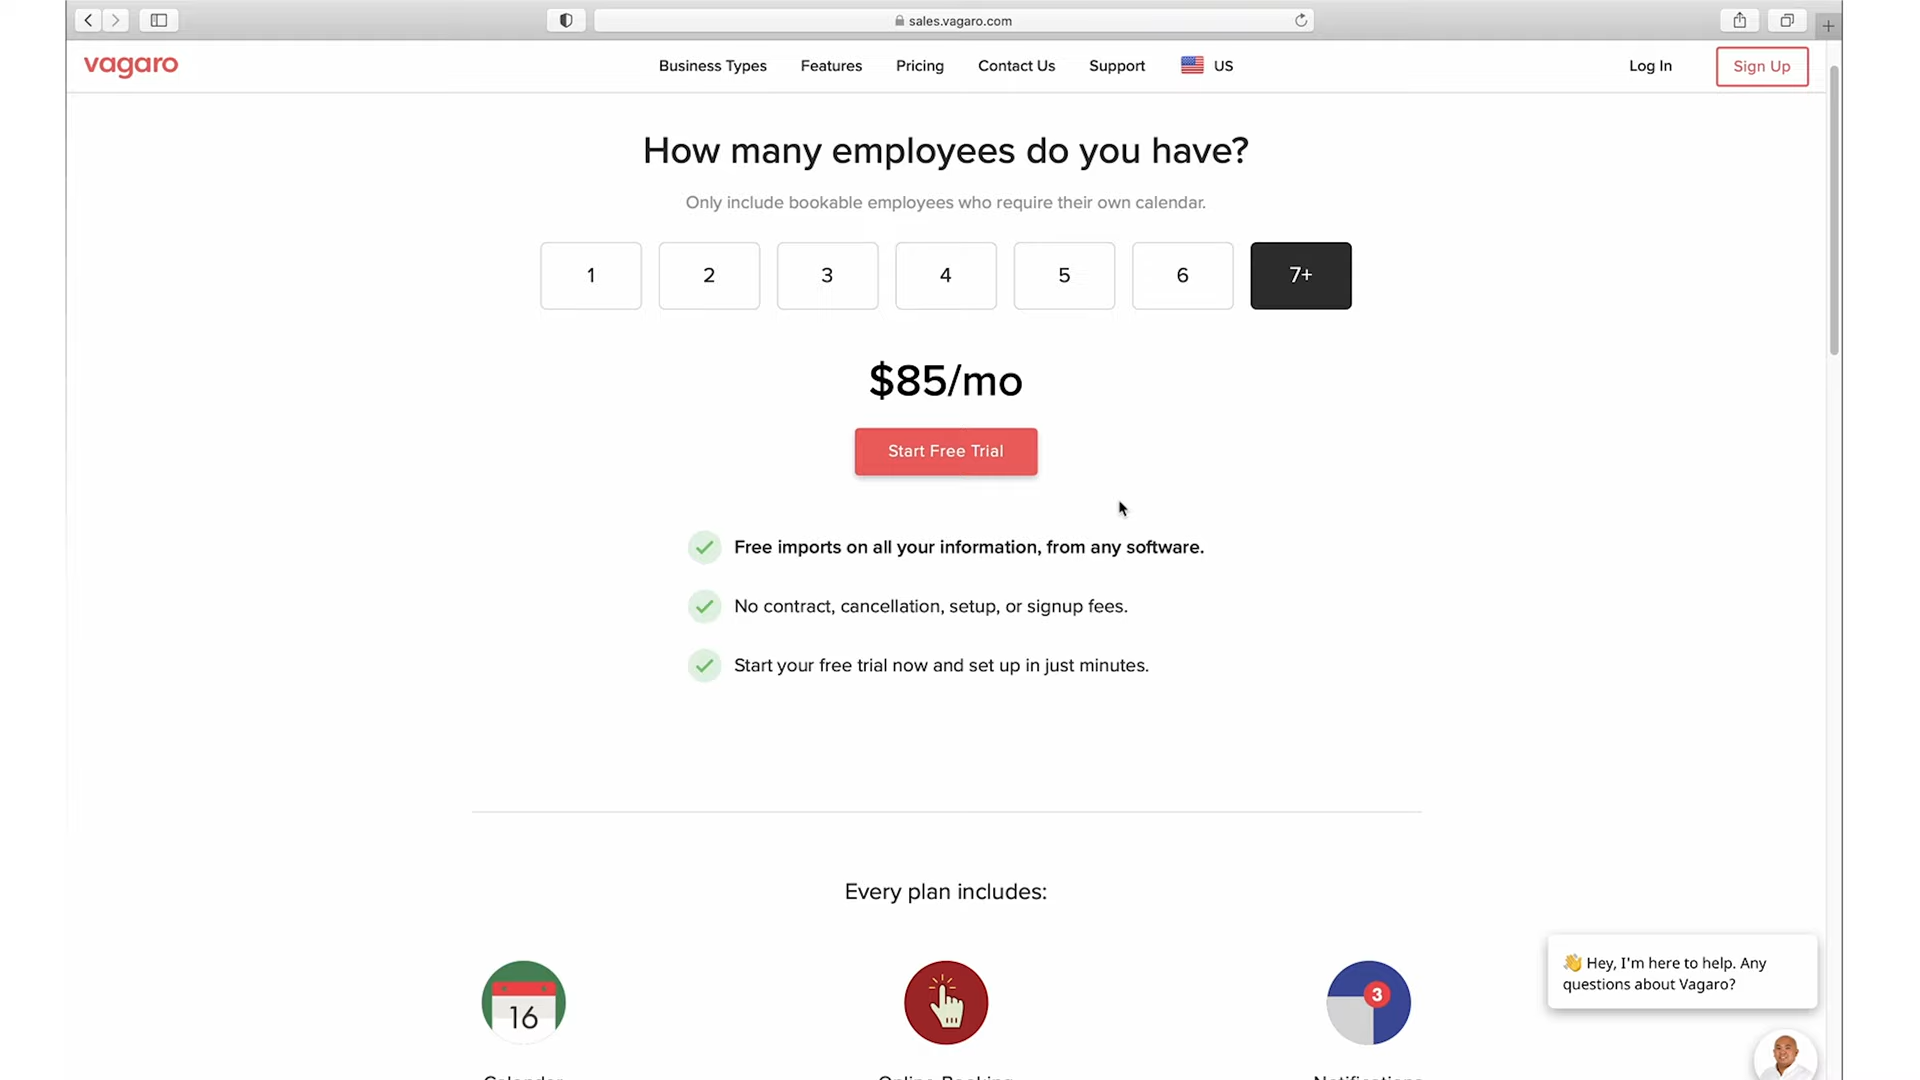 sales.vagaro.com
vagaro
Business Types
Features
Pricing
Contact Us
Support
US
Log In
Sign Up
How many employees do you have?
Only include bookable employees who require their own calendar.
1
2
3
4
5
6
7+
$85/mo
Start Free Trial
Free imports on all your information, from any software.
No contract, cancellation, setup, or signup fees.
Start your free trial now and set up in just minutes.
Every plan includes:
16
3
👋 Hey, I'm here to help. Any
questions about Vagaro?
Calendar
Online Booking
Notifications